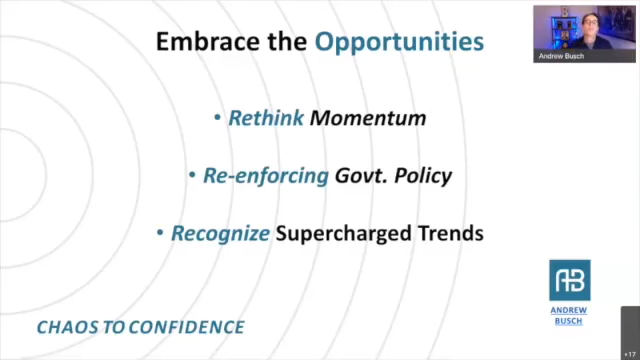 Embrace the Opportunities
Andrew Busch
• Rethink Momentum
• Re-enforcing Govt. Policy
• Recognize Supercharged Trends
AB
ANDREW
BUSCH
CHAOS TO CONFIDENCE
+17